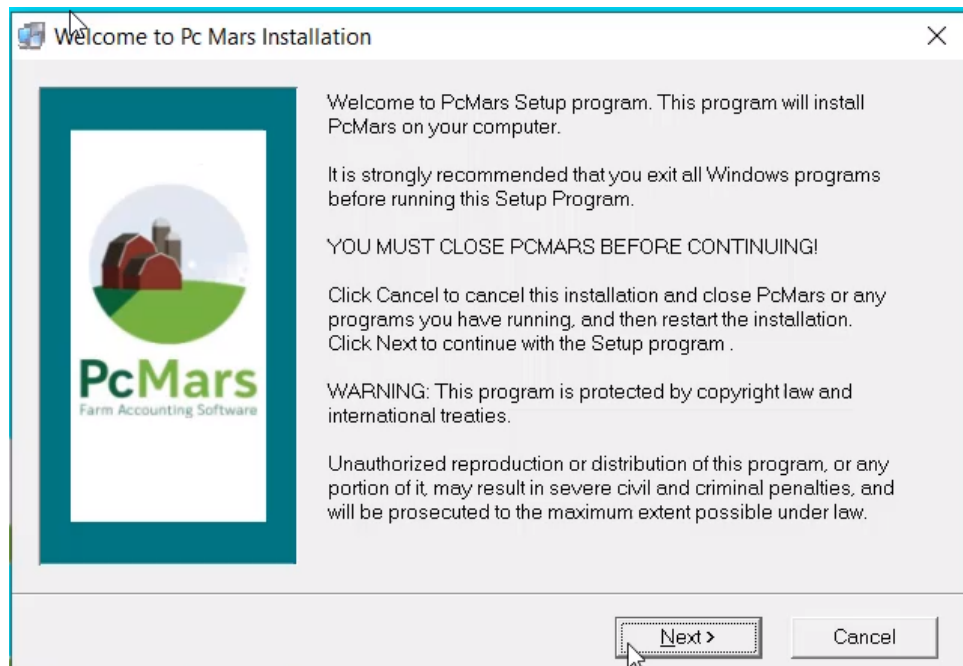 Welcome to Pc Mars Installation
Welcome to PcMars Setup program. This program will install
PcMars on your computer.
It is strongly recommended that you exit all Windows programs
before running this Setup Program.
YOU MUST CLOSE PCMARS BEFORE CONTINUING!
Click Cancel to cancel this installation and close PcMars or any
programs you have running, and then restart the installation.
Click Next to continue with the Setup program .
WARNING: This program is protected by copyright law and
international treaties.
Unauthorized reproduction or distribution of this program, or any
portion of it, may result in severe civil and criminal penalties, and
will be prosecuted to the maximum extent possible under law.
PcMars
Farm Accounting Software
Next >
Cancel